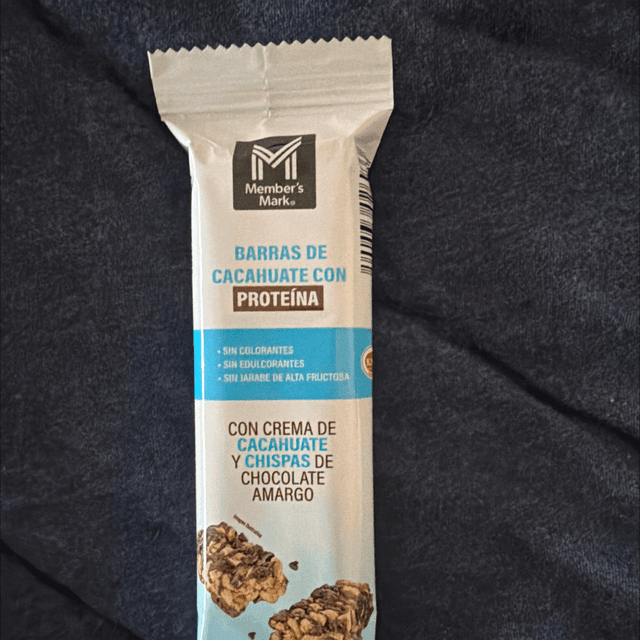 Member's
Mark®
BARRAS DE
CACAHUATE CON
PROTEÍNA
• SIN COLORANTES
• SIN EDULCORANTES
• SIN JARABE DE ALTA FRUCTOSA
CON CREMA DE
CACAHUATE
Y CHISPAS DE
CHOCOLATE
AMARGO